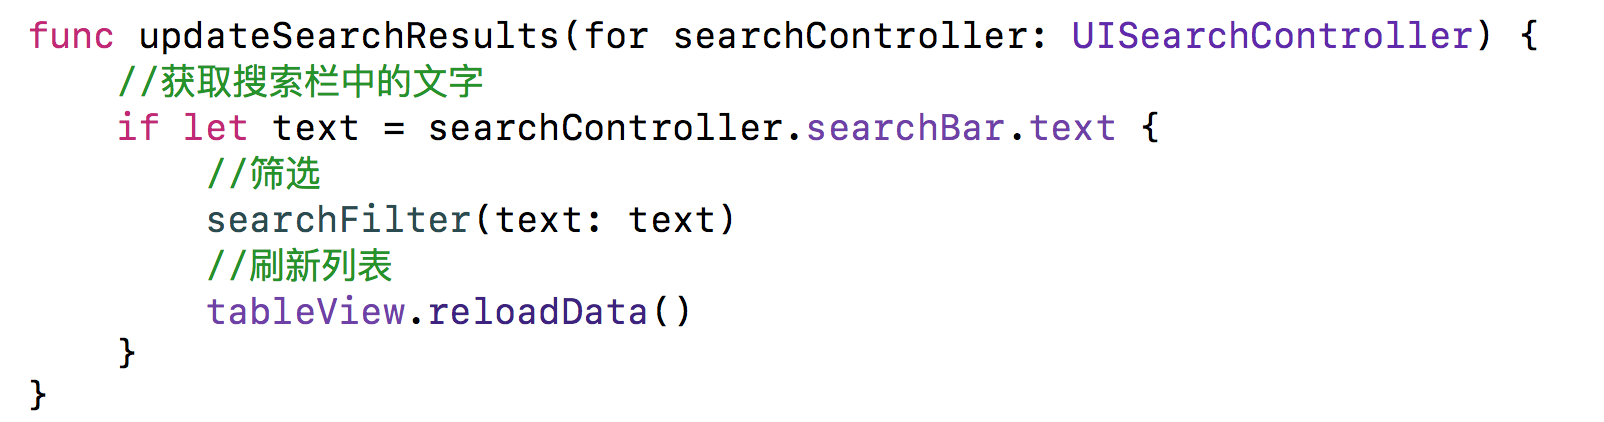 func updateSearchResults(for searchController: UISearchController) {
    //获取搜索栏中的文字
    if let text = searchController.searchBar.text {
        //筛选
        searchFilter(text: text)
        //刷新列表
        tableView.reloadData()
    }
}